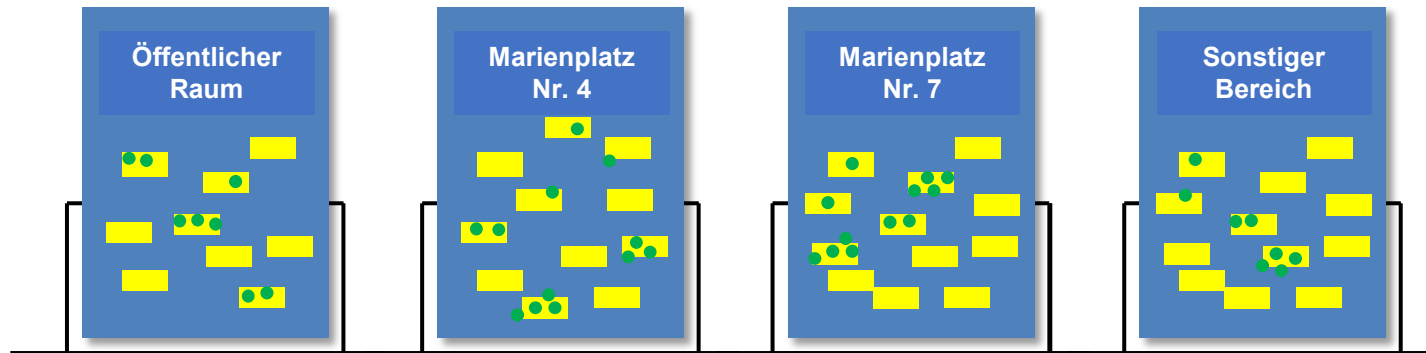 Öffentlicher
Raum
Marienplatz
Nr. 4
Marienplatz
Nr. 7
Sonstiger
Bereich